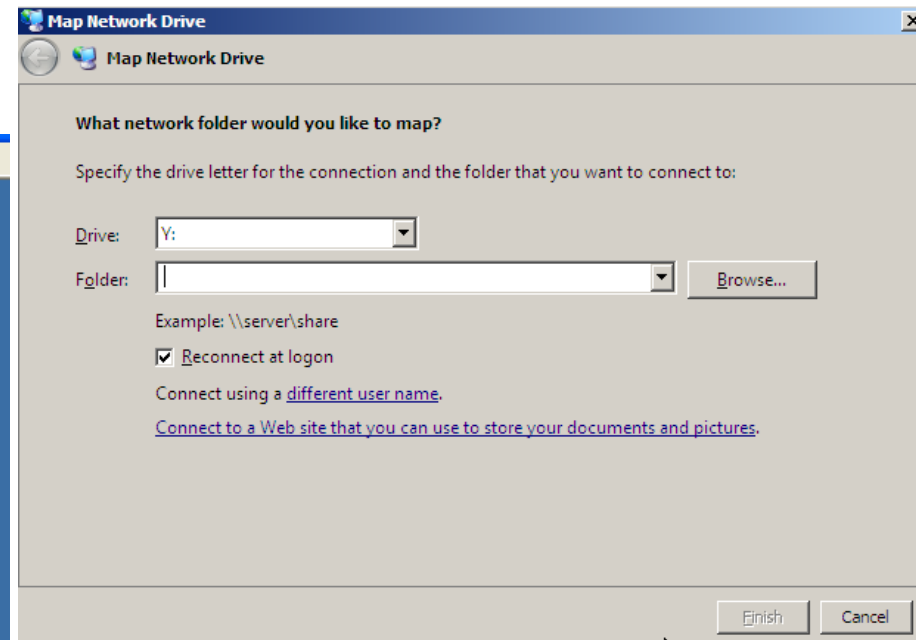 Map Network Drive
Map Network Drive
What network folder would you like to map?
Specify the drive letter for the connection and the folder that you want to connect to:
Drive: Y:
Folder: Browse...
Example: \\server\share
Reconnect at logon
Connect using a different user name.
Connect to a Web site that you can use to store your documents and pictures.
Finish Cancel